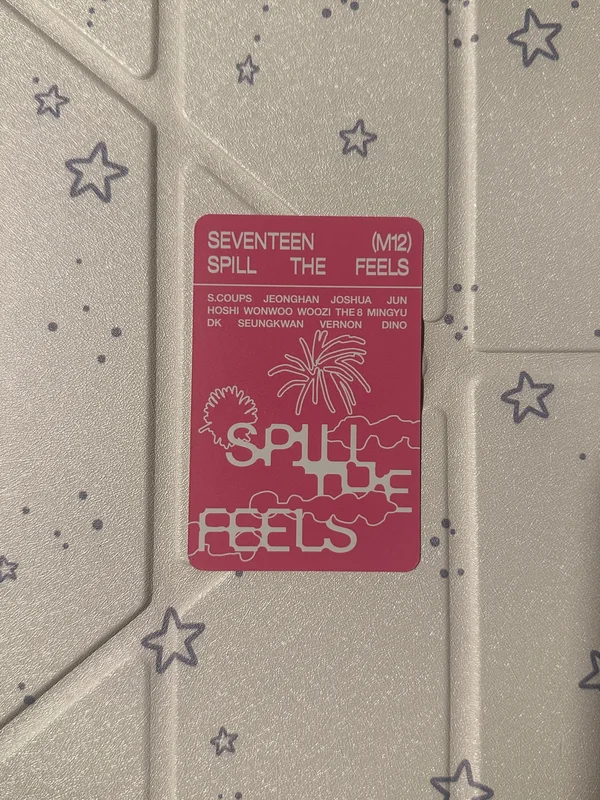 SEVENTEEN (M12)
SPILL THE FEELS
S.COUPS JEONGHAN JOSHUA JUN
HOSHI WONWOO WOOZI THE 8 MINGYU
DK SEUNGKWAN VERNON DINO
SPILL
THE
FEELS